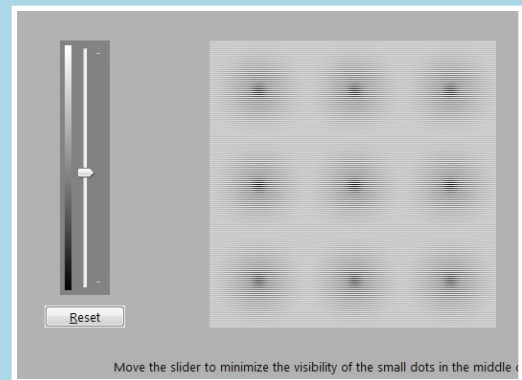 Reset
Move the slider to minimize the visibility of the small dots in the middle